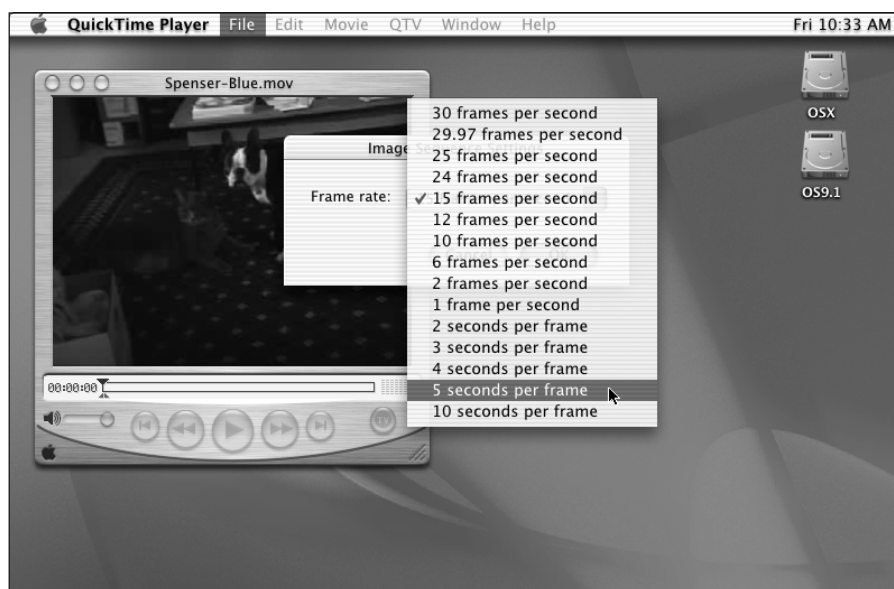 QuickTime Player File Edit Movie QTV Window Help Fri 10:33 AM
Spenser-Blue.mov
OSX
OS9.1
Image Sequence Settings
Frame rate:
30 frames per second
29.97 frames per second
25 frames per second
24 frames per second
✓15 frames per second
12 frames per second
10 frames per second
6 frames per second
2 frames per second
1 frame per second
2 seconds per frame
3 seconds per frame
4 seconds per frame
5 seconds per frame
10 seconds per frame
00:00:00